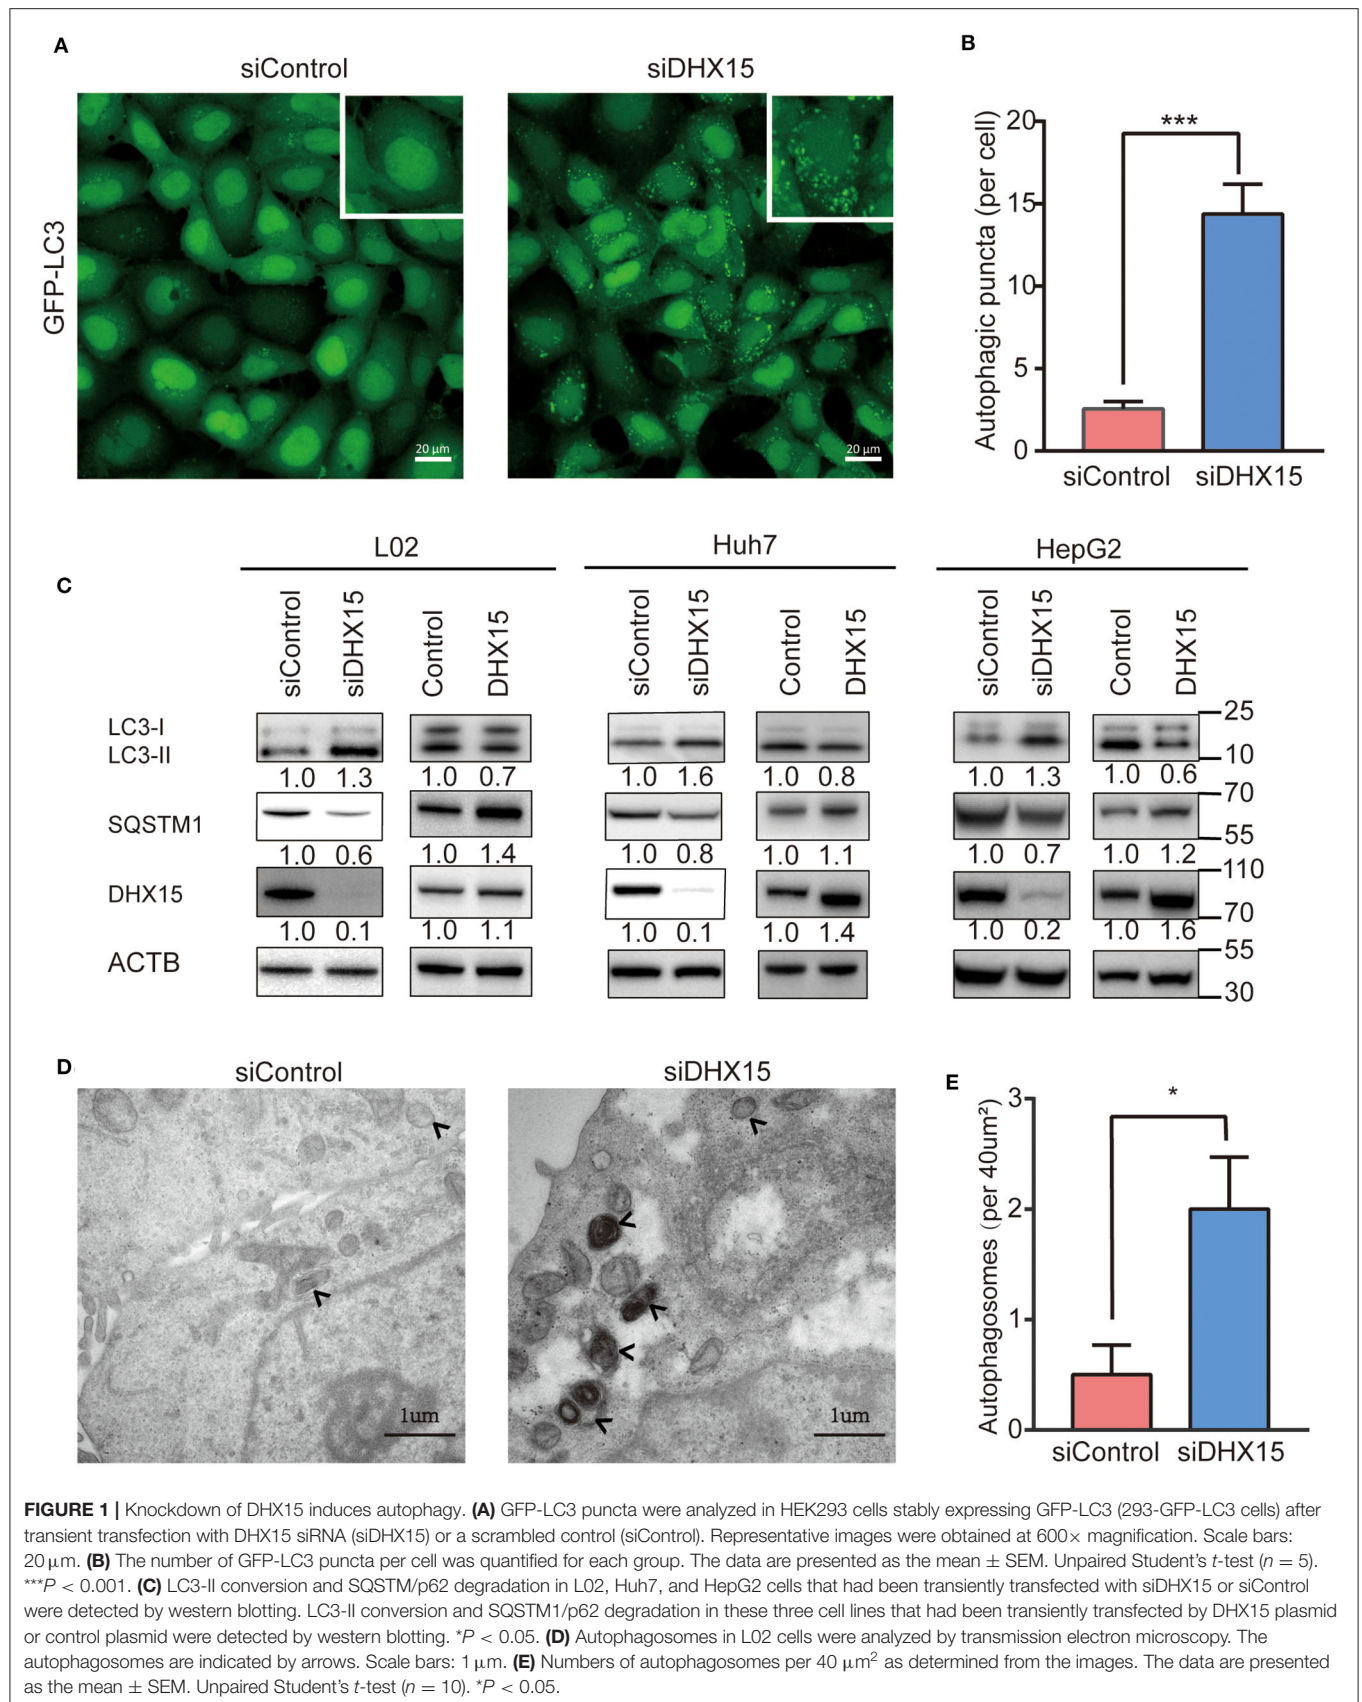 A
siControl
siDHX15
GFP-LC3
20 μm
20 μm
B
Autophagic puncta (per cell)
20
15
10
5
0
***
siControl
siDHX15
C
L02
Huh7
HepG2
siControl siDHX15 Control DHX15 siControl siDHX15 Control DHX15 siControl siDHX15 Control DHX15
LC3-I
LC3-II
25
10
1.0 1.3 1.0 0.7 1.0 1.6 1.0 0.8 1.0 1.3 1.0 0.6
SQSTM1
70
55
1.0 0.6 1.0 1.4 1.0 0.8 1.0 1.1 1.0 0.7 1.0 1.2
DHX15
110
70
1.0 0.1 1.0 1.1 1.0 0.1 1.0 1.4 1.0 0.2 1.0 1.6
ACTB
55
30
D
siControl
siDHX15
1um
1um
E
Autophagosomes (per 40um²)
3
2
1
0
*
siControl
siDHX15
FIGURE 1 | Knockdown of DHX15 induces autophagy. (A) GFP-LC3 puncta were analyzed in HEK293 cells stably expressing GFP-LC3 (293-GFP-LC3 cells) after
transient transfection with DHX15 siRNA (siDHX15) or a scrambled control (siControl). Representative images were obtained at 600× magnification. Scale bars:
20 μm. (B) The number of GFP-LC3 puncta per cell was quantified for each group. The data are presented as the mean ± SEM. Unpaired Student's t-test (n = 5).
***P < 0.001. (C) LC3-II conversion and SQSTM/p62 degradation in L02, Huh7, and HepG2 cells that had been transiently transfected with siDHX15 or siControl
were detected by western blotting. LC3-II conversion and SQSTM1/p62 degradation in these three cell lines that had been transiently transfected by DHX15 plasmid
or control plasmid were detected by western blotting. *P < 0.05. (D) Autophagosomes in L02 cells were analyzed by transmission electron microscopy. The
autophagosomes are indicated by arrows. Scale bars: 1 μm. (E) Numbers of autophagosomes per 40 μm² as determined from the images. The data are presented
as the mean ± SEM. Unpaired Student's t-test (n = 10). *P < 0.05.